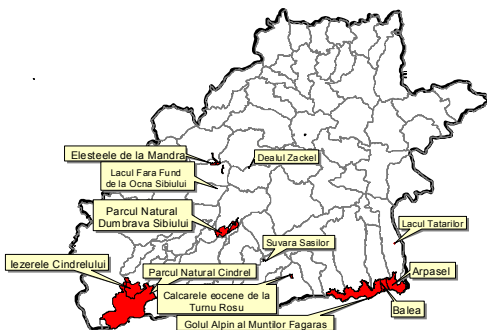 Elesteele de la Mandra
Dealul Zackel
Lacul Fara Fund
de la Ocna Sibiului
Parcul Natural
Dumbrava Sibiului
Lacul Tatarilor
Suvara Sasilor
Iezerele Cindrelului
Parcul Natural Cindrel
Arpasel
Calcarele eocene de la
Turnu Rosu
Balea
Golul Alpin al Muntilor Fagaras